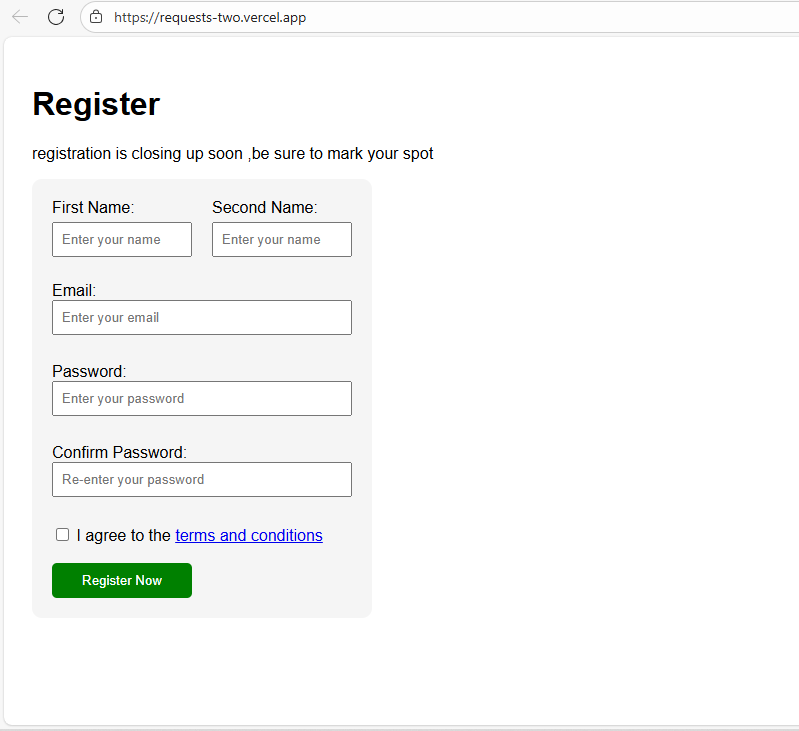 https://requests-two.vercel.app
Register
registration is closing up soon ,be sure to mark your spot
First Name: Second Name:
Enter your name Enter your name
Email:
Enter your email
Password:
Enter your password
Confirm Password:
Re-enter your password
I agree to the terms and conditions
Register Now